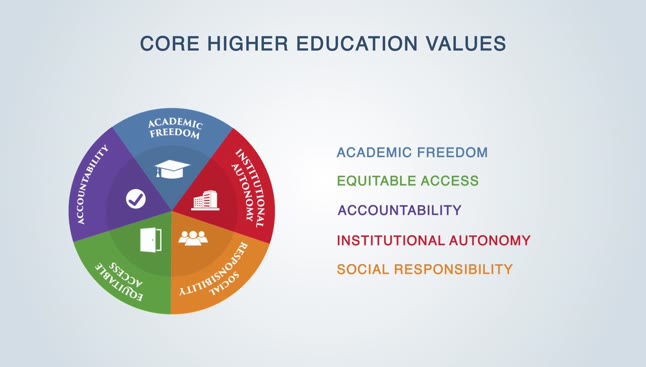 CORE HIGHER EDUCATION VALUES
ACADEMIC
FREEDOM
INSTITUTIONAL
AUTONOMY
SOCIAL
RESPONSIBILITY
EQUITABLE
ACCESS
ACCOUNTABILITY
ACADEMIC FREEDOM
EQUITABLE ACCESS
ACCOUNTABILITY
INSTITUTIONAL AUTONOMY
SOCIAL RESPONSIBILITY